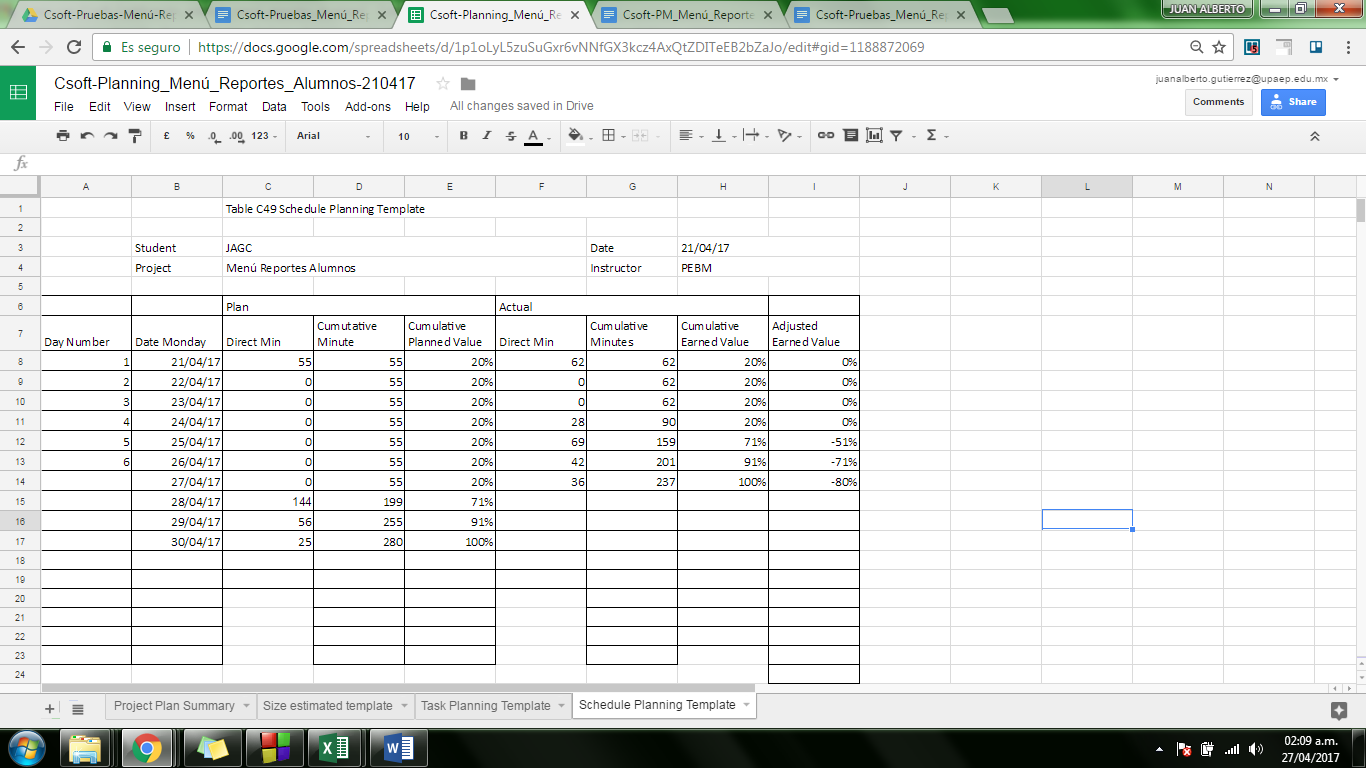 Csoft-Pruebas-Menú-Rep
Csoft-Pruebas_Menú_Re
Csoft-Planning_Menú_Re
Csoft-PM_Menú_Reporte
Csoft-Pruebas_Menú_Re
JUAN ALBERTO
Es seguro | https://docs.google.com/spreadsheets/d/1p1oLyL5zuSuGxr6vNNfGX3kcz4AxQtZDITeEB2bZaJo/edit#gid=1188872069
Csoft-Planning_Menú_Reportes_Alumnos-210417
juanalberto.gutierrez@upaep.edu.mx
File Edit View Insert Format Data Tools Add-ons Help All changes saved in Drive
Comments Share
£ % .0 .00 123 Arial 10 B I S A Σ
fx
A B C D E F G H I J K L M N
1 Table C49 Schedule Planning Template
2
3 Student JAGC Date 21/04/17
4 Project Menú Reportes Alumnos Instructor PEBM
5
6 Plan Actual
7 Day Number Date Monday Direct Min Cumutative Minute Cumulative Planned Value Direct Min Cumulative Minutes Cumulative Earned Value Adjusted Earned Value
8 1 21/04/17 55 55 20% 62 62 20% 0%
9 2 22/04/17 0 55 20% 0 62 20% 0%
10 3 23/04/17 0 55 20% 0 62 20% 0%
11 4 24/04/17 0 55 20% 28 90 20% 0%
12 5 25/04/17 0 55 20% 69 159 71% -51%
13 6 26/04/17 0 55 20% 42 201 91% -71%
14 27/04/17 0 55 20% 36 237 100% -80%
15 28/04/17 144 199 71%
16 29/04/17 56 255 91%
17 30/04/17 25 280 100%
18
19
20
21
22
23
24
Project Plan Summary Size estimated template Task Planning Template Schedule Planning Template
02:09 a.m.
27/04/2017